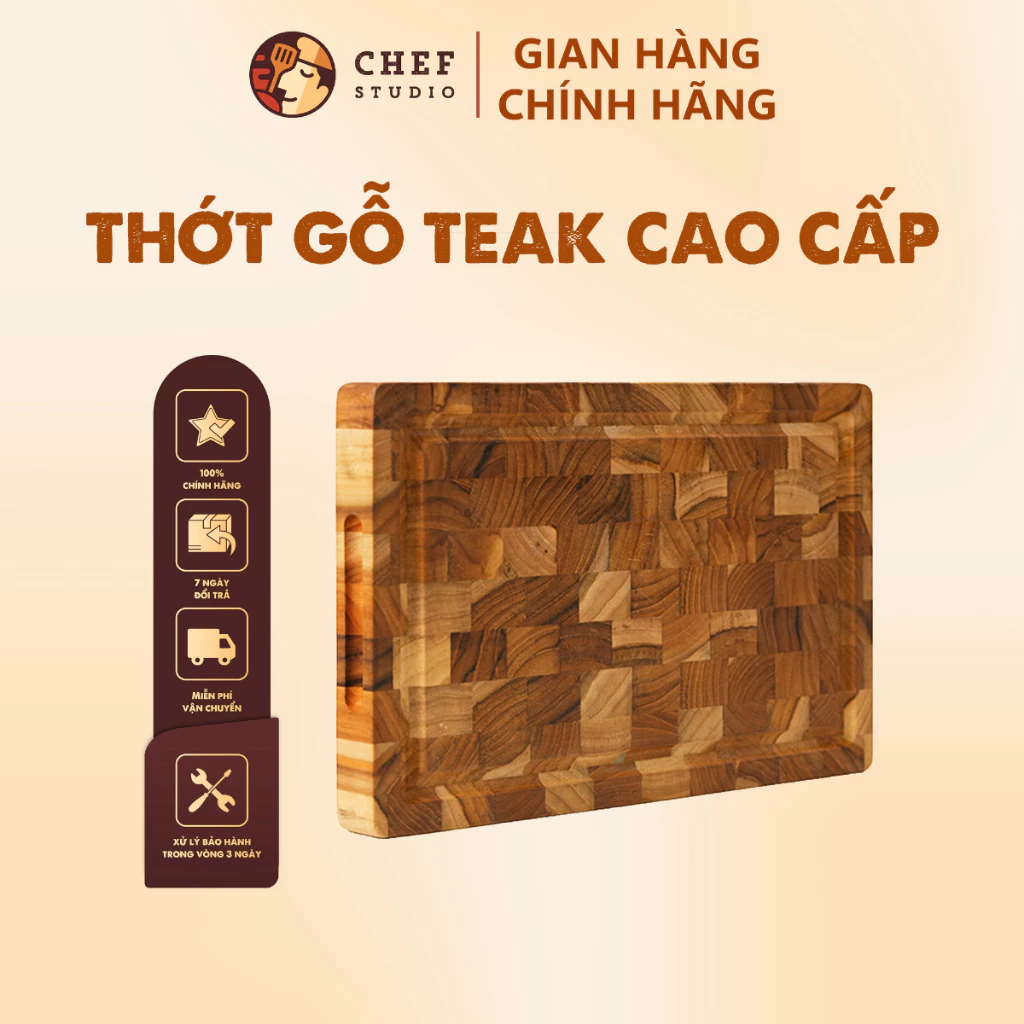 CHEF
STUDIO
GIAN HÀNG
CHÍNH HÃNG
THỚT GỖ TEAK CAO CẤP
100%
CHÍNH HÃNG
7 NGÀY
ĐỔI TRẢ
MIỄN PHÍ
VẬN CHUYỂN
XỬ LÝ BẢO HÀNH
TRONG VÒNG 3 NGÀY